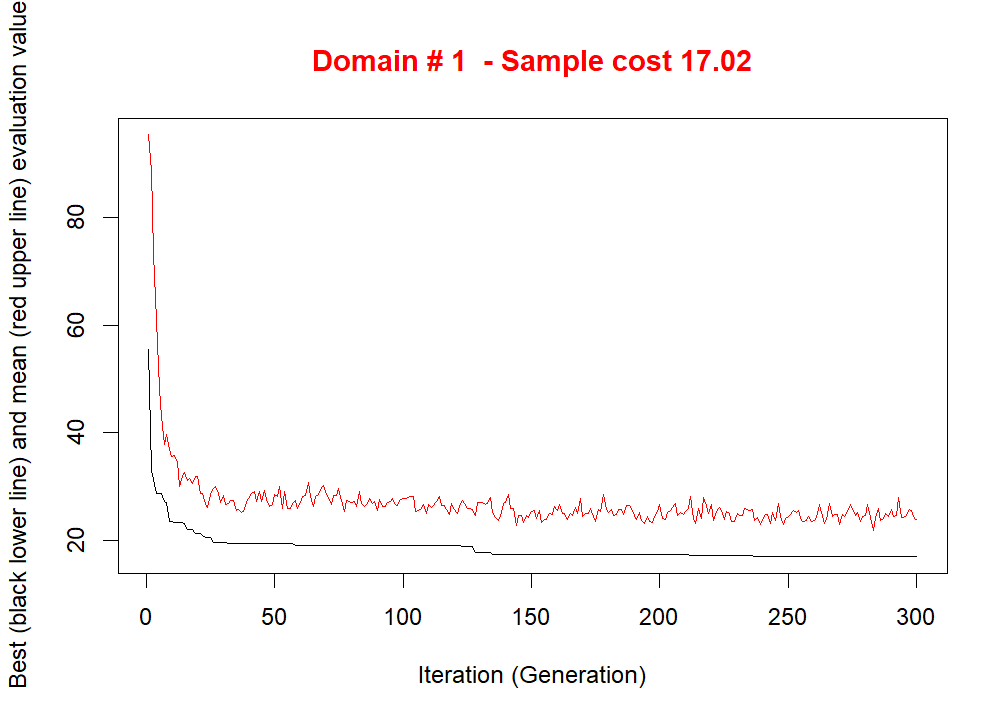 Domain # 1  - Sample cost 17.02
Best (black lower line) and mean (red upper line) evaluation value
80
60
40
20
0 50 100 150 200 250 300
Iteration (Generation)